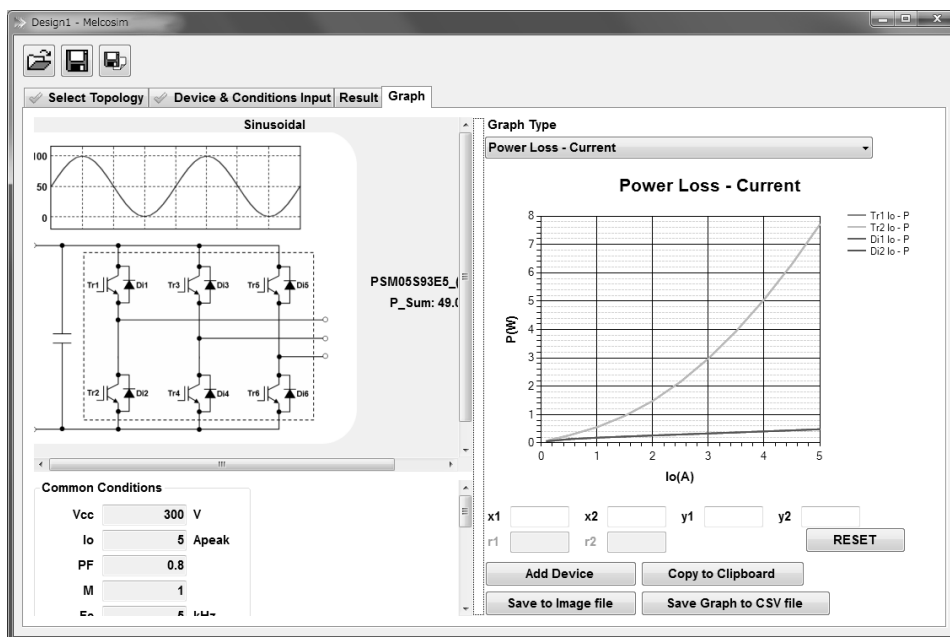 Design1 - Melcosim
Select Topology
Device & Conditions Input
Result
Graph
Sinusoidal
100
50
0
Tr1
Di1
Tr3
Di3
Tr5
Di5
Tr2
Di2
Tr4
Di4
Tr6
Di6
PSM05S93E5_(
P_Sum: 49.0
Common Conditions
Vcc 300 V
Io 5 Apeak
PF 0.8
M 1
Fc 5 kHz
Graph Type
Power Loss - Current
Power Loss - Current
P(W)
8
7
6
5
4
3
2
1
0
0 1 2 3 4 5
Io(A)
Tr1 Io - P
Tr2 Io - P
Di1 Io - P
Di2 Io - P
x1 x2 y1 y2
r1 r2
RESET
Add Device
Copy to Clipboard
Save to Image file
Save Graph to CSV file